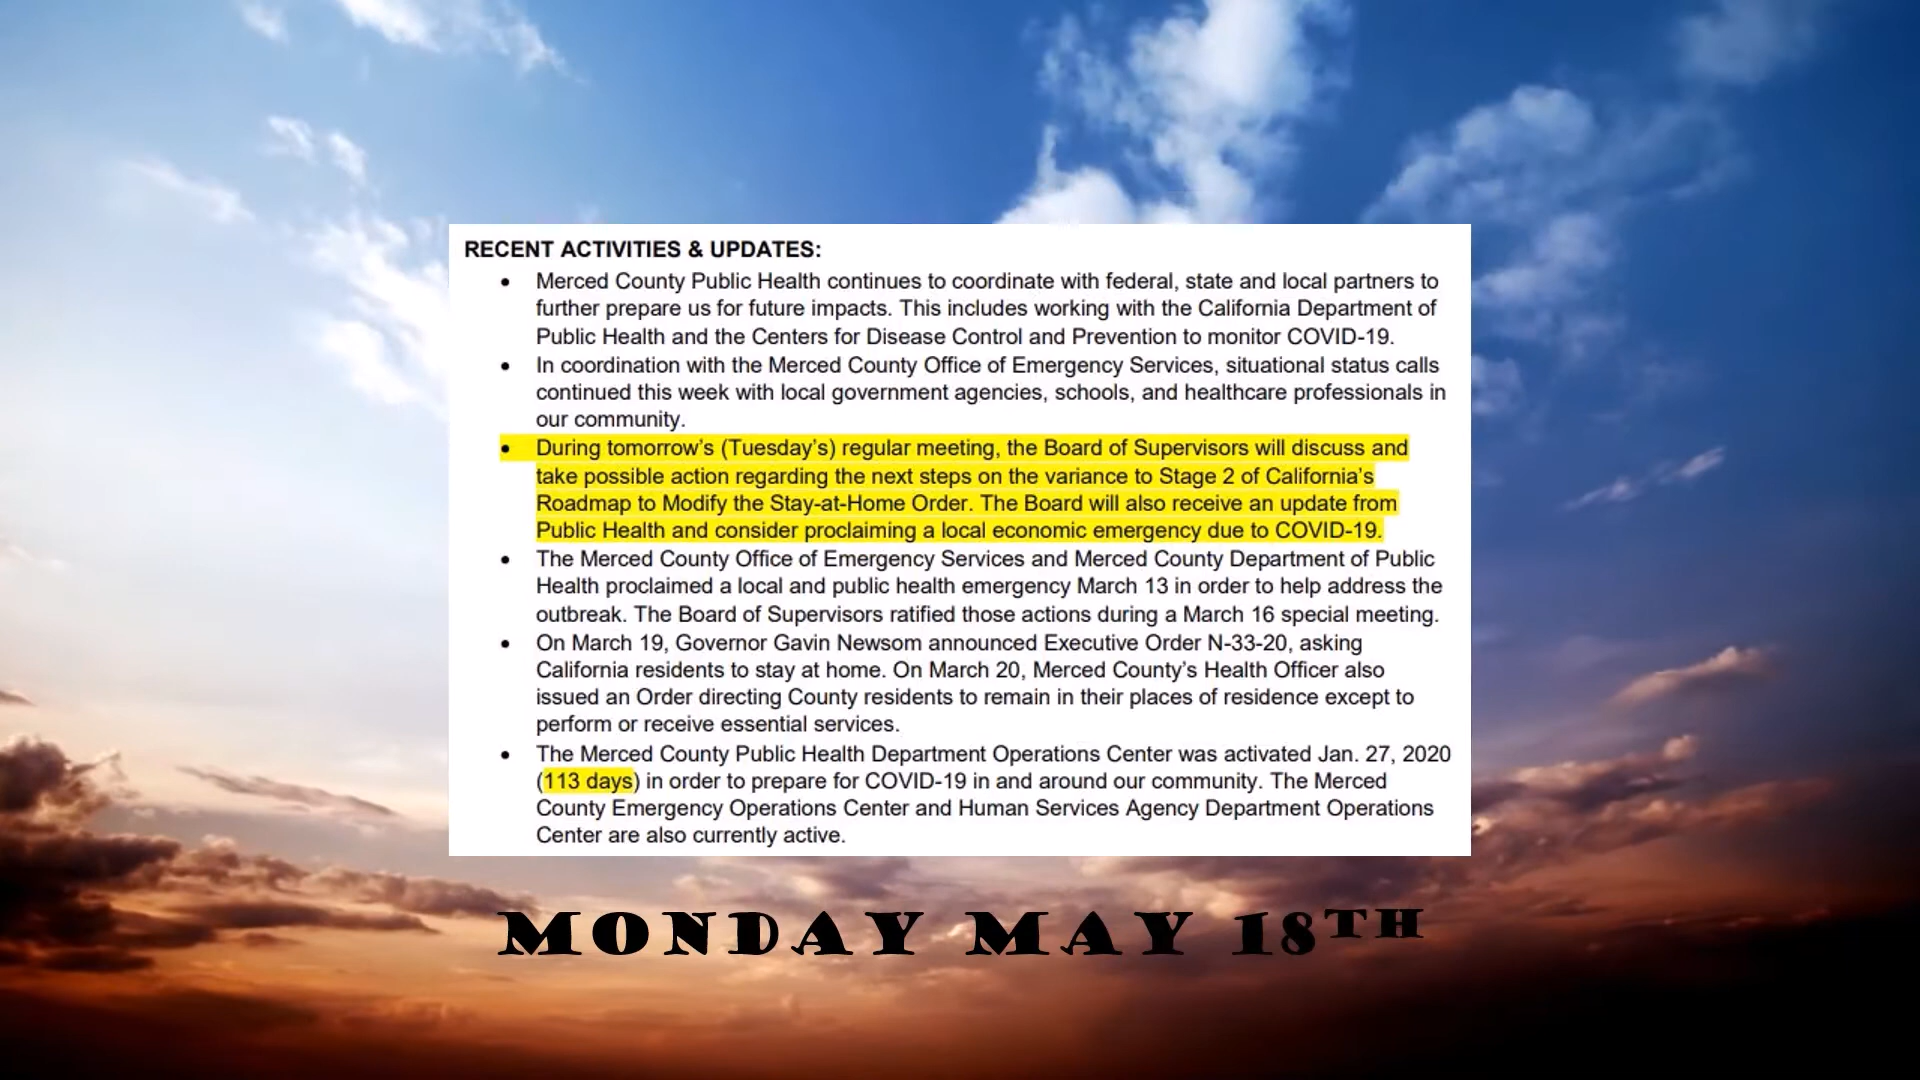 RECENT ACTIVITIES & UPDATES:
• Merced County Public Health continues to coordinate with federal, state and local partners to
further prepare us for future impacts. This includes working with the California Department of
Public Health and the Centers for Disease Control and Prevention to monitor COVID-19.
• In coordination with the Merced County Office of Emergency Services, situational status calls
continued this week with local government agencies, schools, and healthcare professionals in
our community.
• During tomorrow's (Tuesday's) regular meeting, the Board of Supervisors will discuss and
take possible action regarding the next steps on the variance to Stage 2 of California's
Roadmap to Modify the Stay-at-Home Order. The Board will also receive an update from
Public Health and consider proclaiming a local economic emergency due to COVID-19.
• The Merced County Office of Emergency Services and Merced County Department of Public
Health proclaimed a local and public health emergency March 13 in order to help address the
outbreak. The Board of Supervisors ratified those actions during a March 16 special meeting.
• On March 19, Governor Gavin Newsom announced Executive Order N-33-20, asking
California residents to stay at home. On March 20, Merced County's Health Officer also
issued an Order directing County residents to remain in their places of residence except to
perform or receive essential services.
• The Merced County Public Health Department Operations Center was activated Jan. 27, 2020
(113 days) in order to prepare for COVID-19 in and around our community. The Merced
County Emergency Operations Center and Human Services Agency Department Operations
Center are also currently active.
MONDAY MAY 18TH